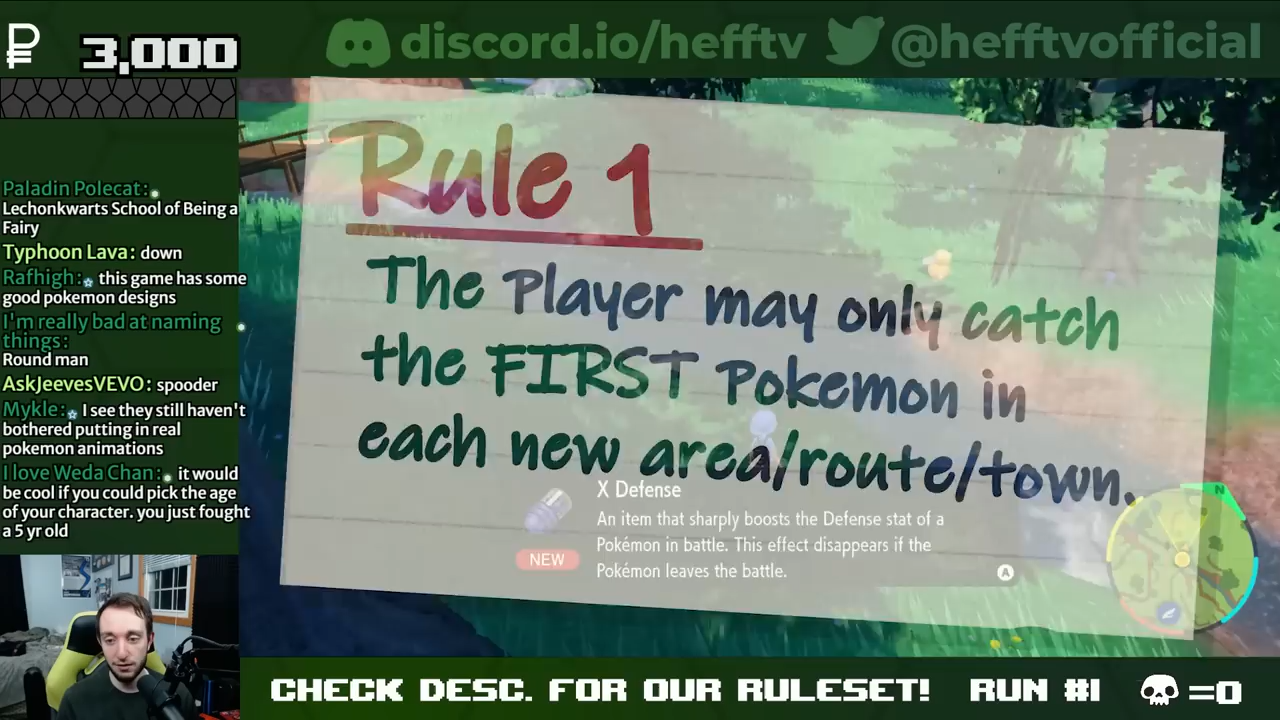 3,000
discord.io/hefftv @hefftvofficial
Rule 1
The Player may only catch
the FIRST Pokemon in
each new area/route/town.
X Defense
An item that sharply boosts the Defense stat of a
Pokémon in battle. This effect disappears if the
Pokémon leaves the battle.
NEW
A
N
Paladin Polecat:
Lechonkwarts School of Being a
Fairy
Typhoon Lava: down
Rafhigh: this game has some
good pokemon designs
I'm really bad at naming
things:
Round man
AskJeevesVEVO: spooder
Mykle: I see they still haven't
bothered putting in real
pokemon animations
I love Weda Chan: it would
be cool if you could pick the age
of your character. you just fought
a 5 yr old
CHECK DESC. FOR OUR RULESET! RUN #1 =0